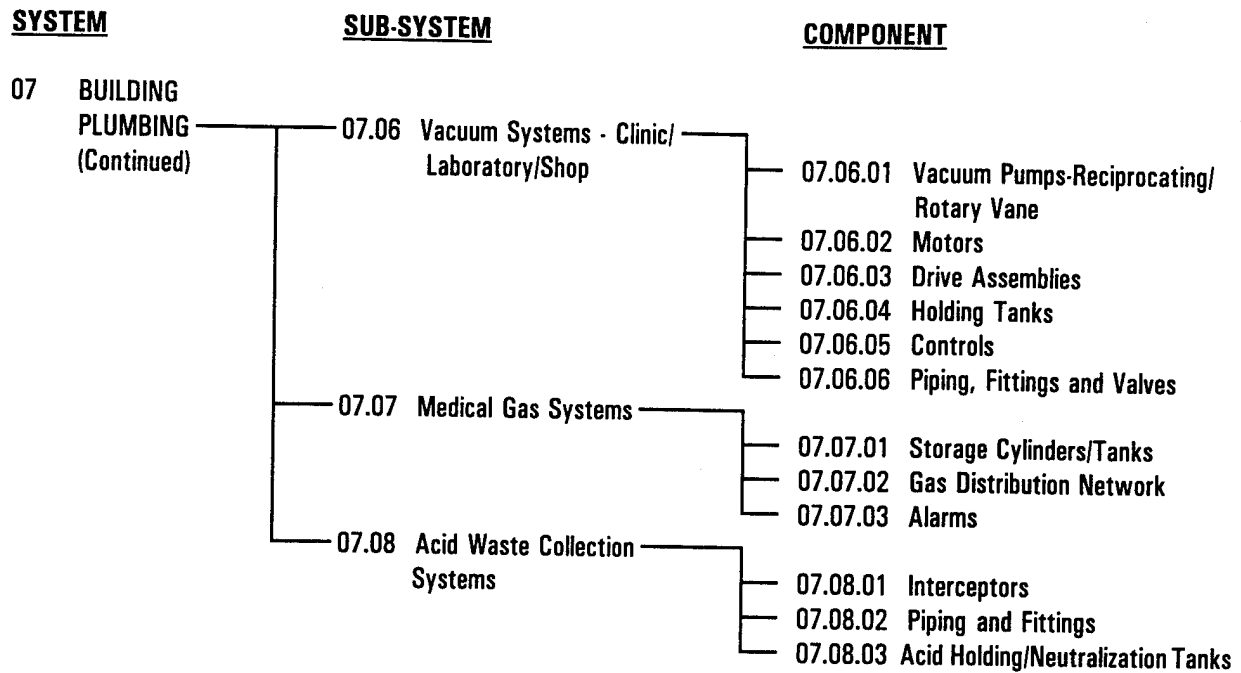 SYSTEM
SUB-SYSTEM
COMPONENT
07 BUILDING
PLUMBING
(Continued)
07.06 Vacuum Systems - Clinic/
Laboratory/Shop
07.06.01 Vacuum Pumps-Reciprocating/
Rotary Vane
07.06.02 Motors
07.06.03 Drive Assemblies
07.06.04 Holding Tanks
07.06.05 Controls
07.06.06 Piping, Fittings and Valves
07.07 Medical Gas Systems
07.07.01 Storage Cylinders/Tanks
07.07.02 Gas Distribution Network
07.07.03 Alarms
07.08 Acid Waste Collection
Systems
07.08.01 Interceptors
07.08.02 Piping and Fittings
07.08.03 Acid Holding/Neutralization Tanks